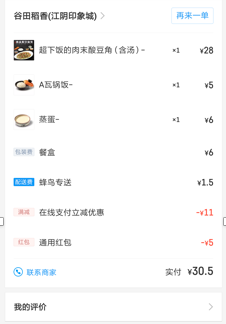 谷田稻香(江阴印象城) >
再来一单
超下饭的肉末酸豆角（含汤）- ×1 ¥28
A瓦锅饭- ×1 ¥5
蒸蛋- ×1 ¥6
包装费 餐盒 ¥6
配送费 蜂鸟专送 ¥1.5
满减 在线支付立减优惠 -¥11
红包 通用红包 -¥5
联系商家 实付 ¥30.5
我的评价 >